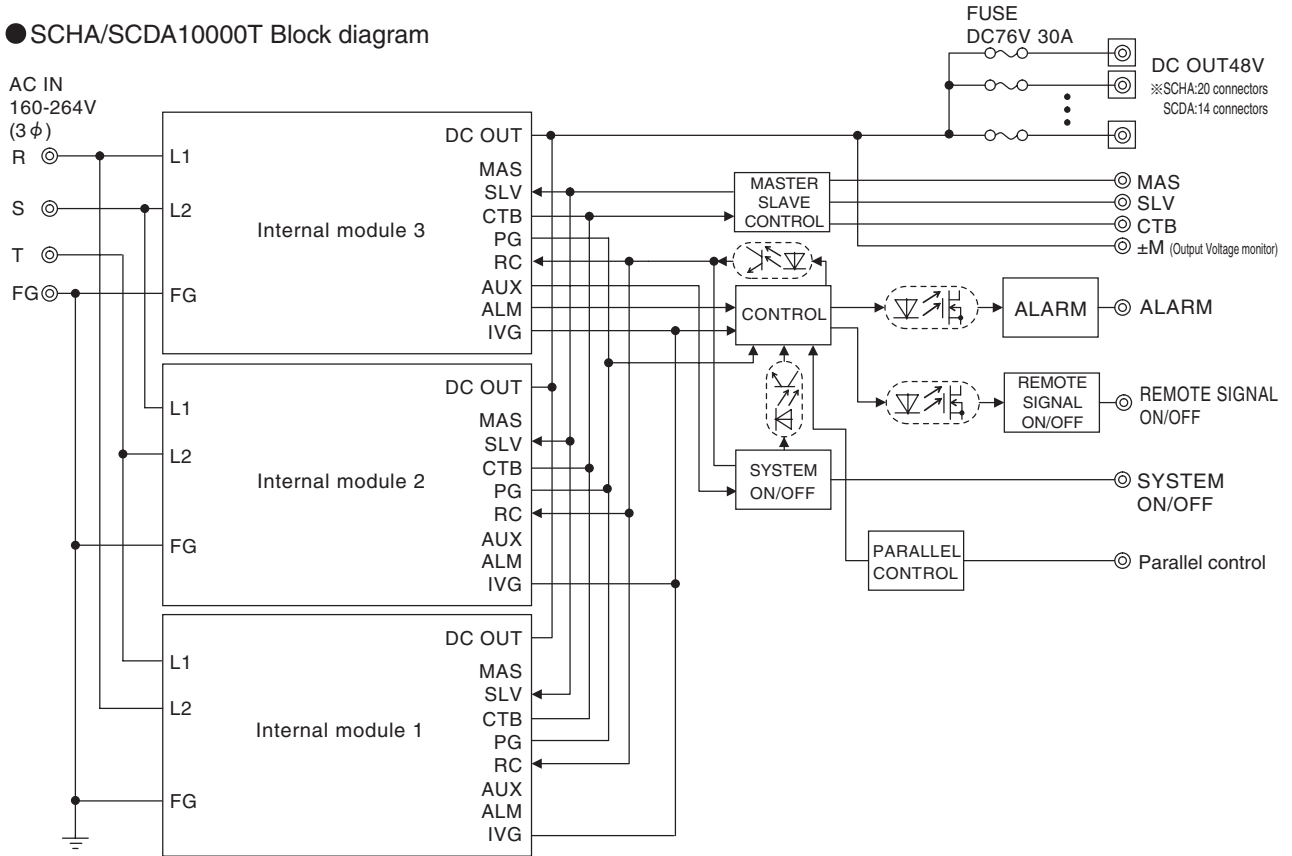 ●SCHA/SCDA10000T Block diagram
FUSE
DC76V 30A
DC OUT48V
※SCHA:20 connectors
SCDA:14 connectors
AC IN
160-264V
(3φ)
R
S
T
FG
L1
L2
FG
Internal module 3
DC OUT
MAS
SLV
CTB
PG
RC
AUX
ALM
IVG
MASTER
SLAVE
CONTROL
MAS
SLV
CTB
±M (Output Voltage monitor)
CONTROL
ALARM
ALARM
REMOTE
SIGNAL
ON/OFF
REMOTE SIGNAL
ON/OFF
SYSTEM
ON/OFF
SYSTEM
ON/OFF
PARALLEL
CONTROL
Parallel control
L1
L2
FG
Internal module 2
DC OUT
MAS
SLV
CTB
PG
RC
AUX
ALM
IVG
L1
L2
FG
Internal module 1
DC OUT
MAS
SLV
CTB
PG
RC
AUX
ALM
IVG